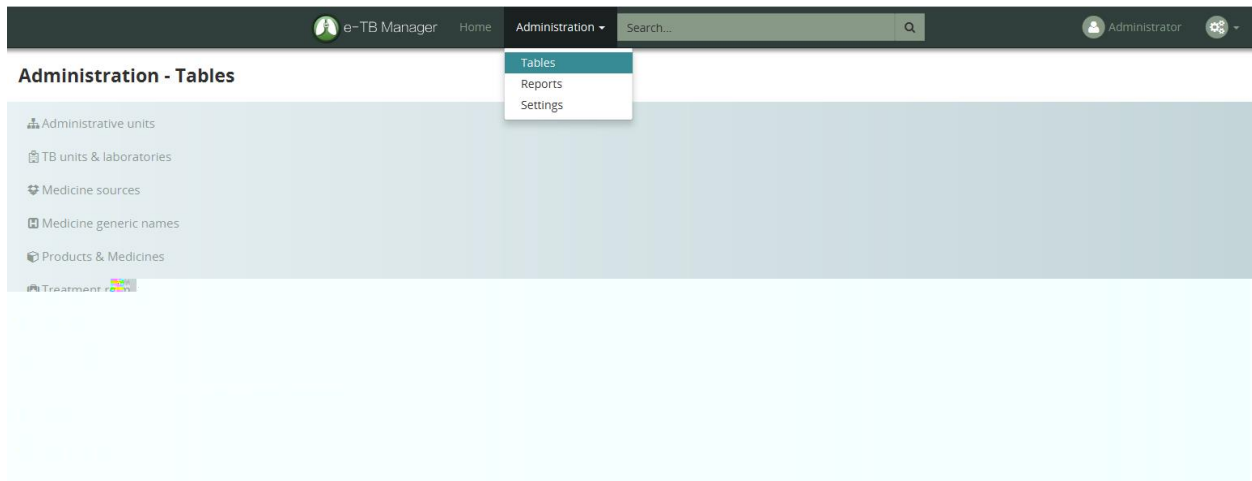 e-TB Manager Home Administration Search... Administrator
Tables
Reports
Settings
Administration - Tables
Administrative units
TB units & laboratories
Medicine sources
Medicine generic names
Products & Medicines
Treatment